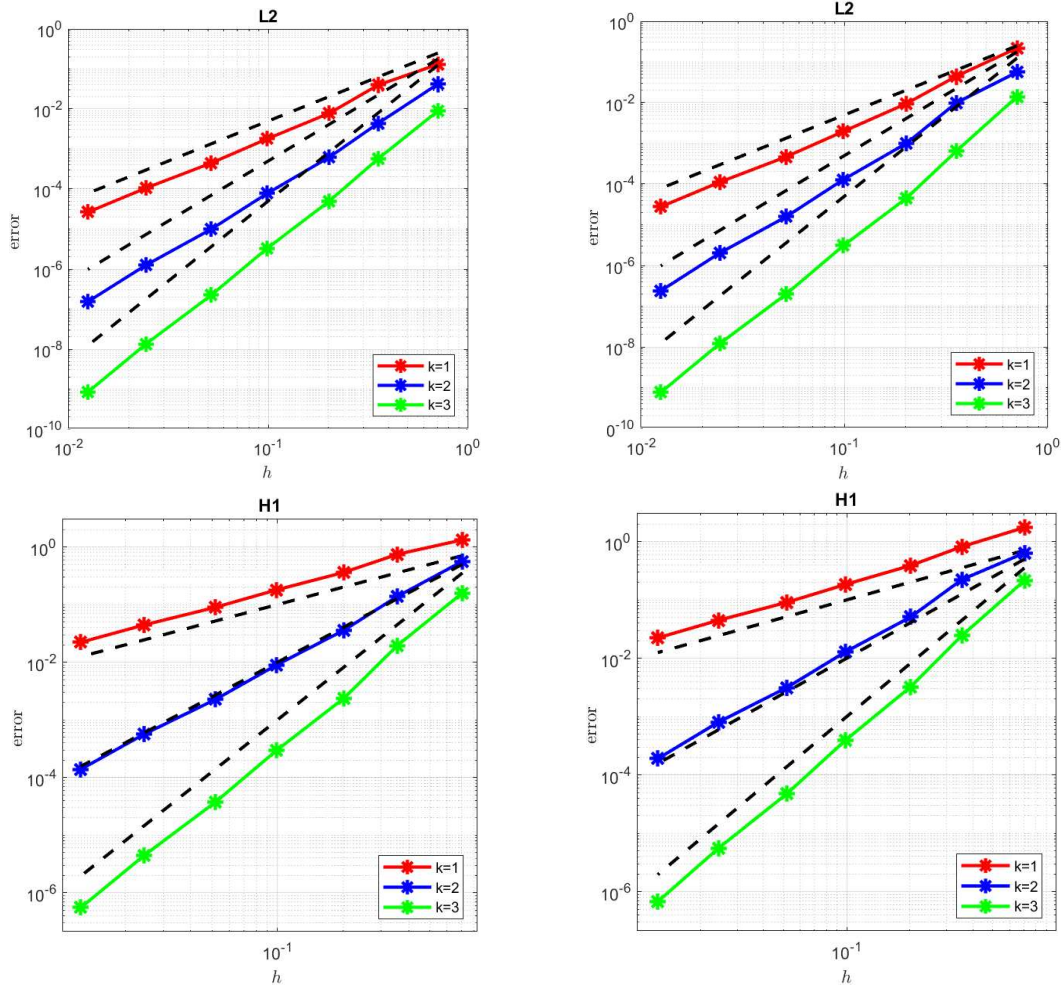 L2
10^0
10^-2
10^-4
10^-6
10^-8
10^-10
error
k=1
k=2
k=3
10^-2
10^-1
10^0
h
L2
10^0
10^-2
10^-4
10^-6
10^-8
0^-10
error
k=1
k=2
k=3
10^-2
10^-1
10^0
h
H1
10^0
10^-2
10^-4
10^-6
error
k=1
k=2
k=3
10^-1
h
H1
10^0
10^-2
10^-4
10^-6
error
k=1
k=2
k=3
10^-1
h